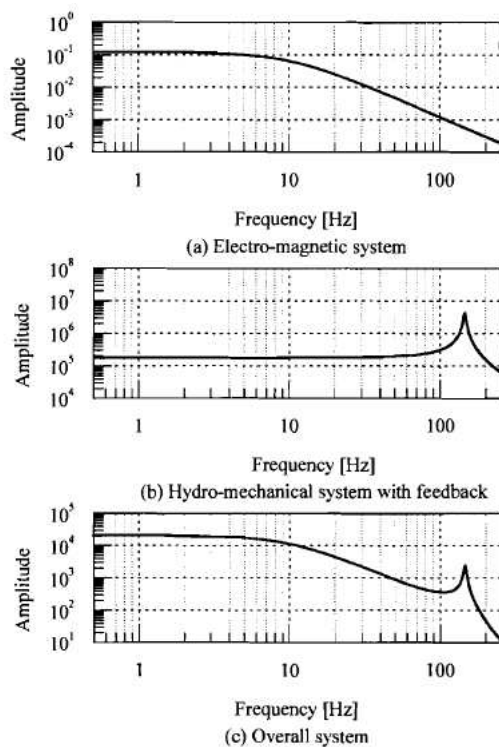 10^0
10^-1
10^-2
10^-3
10^-4
Amplitude
1 10 100
Frequency [Hz]
(a) Electro-magnetic system
10^8
10^7
10^6
10^5
10^4
Amplitude
1 10 100
Frequency [Hz]
(b) Hydro-mechanical system with feedback
10^5
10^4
10^3
10^2
10^1
Amplitude
1 10 100
Frequency [Hz]
(c) Overall system